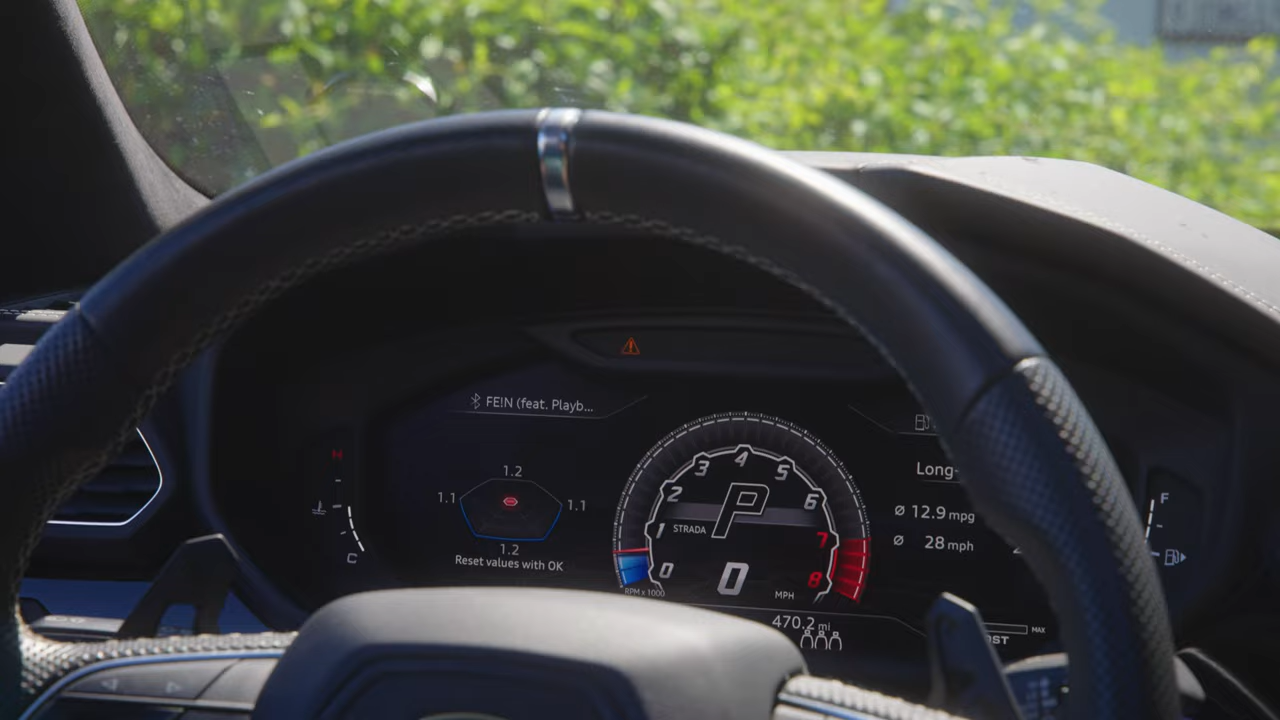 FE!N (feat. Playb...
H
C
1.2
1.1
1.1
1.2
Reset values with OK
1
2
3
4
5
6
7
8
0
P
STRADA
0
MPH
RPM x 1000
470.2 mi
Long-
Ø 12.9 mpg
Ø 28 mph
F
MAX
OST